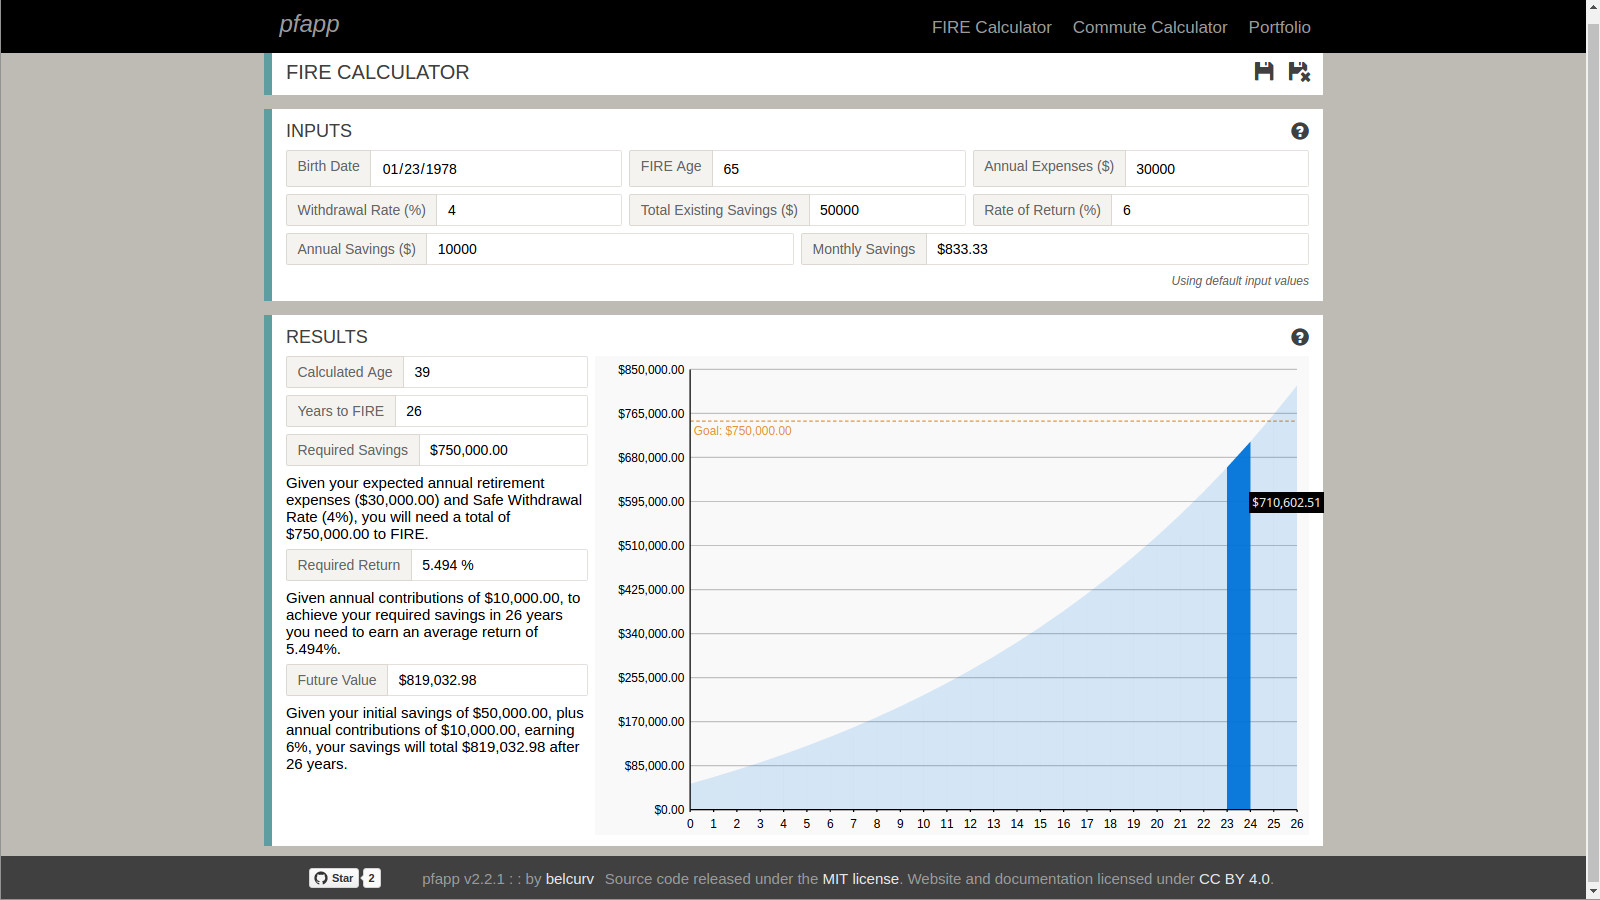 pfapp
FIRE Calculator Commute Calculator Portfolio
FIRE CALCULATOR
INPUTS
Birth Date 01/23/1978 FIRE Age 65 Annual Expenses ($) 30000
Withdrawal Rate (%) 4 Total Existing Savings ($) 50000 Rate of Return (%) 6
Annual Savings ($) 10000 Monthly Savings $833.33
Using default input values
RESULTS
Calculated Age 39
Years to FIRE 26
Required Savings $750,000.00
Given your expected annual retirement
expenses ($30,000.00) and Safe Withdrawal
Rate (4%), you will need a total of
$750,000.00 to FIRE.
Required Return 5.494 %
Given annual contributions of $10,000.00, to
achieve your required savings in 26 years
you need to earn an average return of
5.494%.
Future Value $819,032.98
Given your initial savings of $50,000.00, plus
annual contributions of $10,000.00, earning
6%, your savings will total $819,032.98 after
26 years.
$850,000.00
$765,000.00
Goal: $750,000.00
$680,000.00
$595,000.00
$710,602.51
$510,000.00
$425,000.00
$340,000.00
$255,000.00
$170,000.00
$85,000.00
$0.00
0 1 2 3 4 5 6 7 8 9 10 11 12 13 14 15 16 17 18 19 20 21 22 23 24 25 26
Star 2
pfapp v2.2.1 : : by belcurv Source code released under the MIT license. Website and documentation licensed under CC BY 4.0.